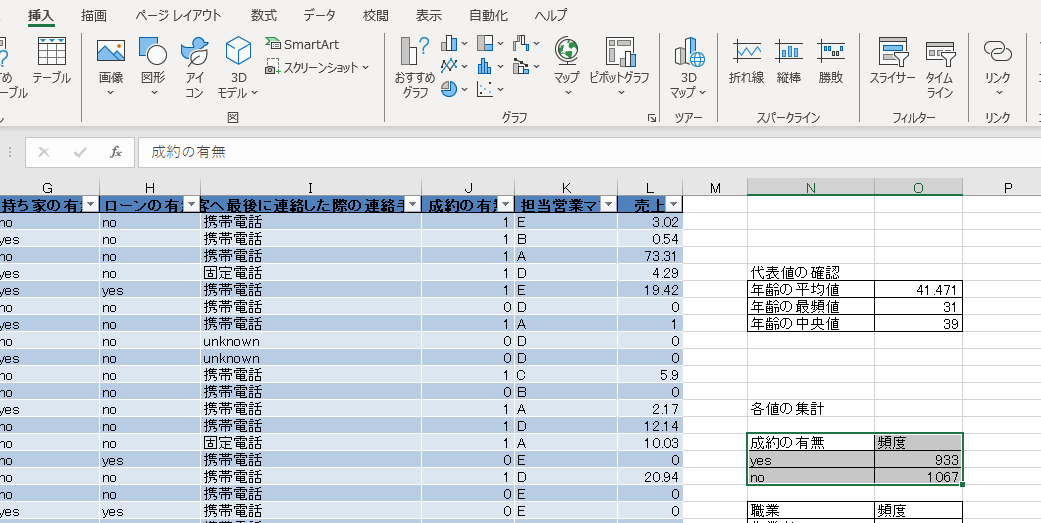 挿入 描画 ページ レイアウト 数式 データ 校閲 表示 自動化 ヘルプ
テーブル
画像 図形 アイコン 3D モデル
SmartArt
スクリーンショット
図
おすすめ グラフ
マップ ピボットグラフ
グラフ
3D マップ
ツアー
折れ線 縦棒 勝敗
スパークライン
スライサー タイム ライン
フィルター
リンク
リンク
fx 成約の有無
G H I J K L M N O P
ローンの有 客へ最後に連絡した際の連絡 成約の有 担当営業マ 売上
no no 携帯電話 1 E 3.02
yes no 携帯電話 1 B 0.54
no no 携帯電話 1 A 73.31
yes no 固定電話 1 D 4.29 代表値の確認
yes yes 携帯電話 1 E 19.42 年齢の平均値 41.471
no no 携帯電話 0 D 0 年齢の最頻値 31
yes no 携帯電話 1 A 1 年齢の中央値 39
no no unknown 0 D 0
yes no unknown 0 D 0
no no 携帯電話 1 C 5.9
no no 携帯電話 0 B 0
yes no 携帯電話 1 A 2.17 各値の集計
no no 携帯電話 1 D 12.14
no no 固定電話 1 A 10.03 成約の有無 頻度
no yes 携帯電話 0 E 0 yes 933
no no 携帯電話 1 D 20.94 no 1067
no no 携帯電話 0 E 0
yes yes 携帯電話 0 E 0 職業 頻度